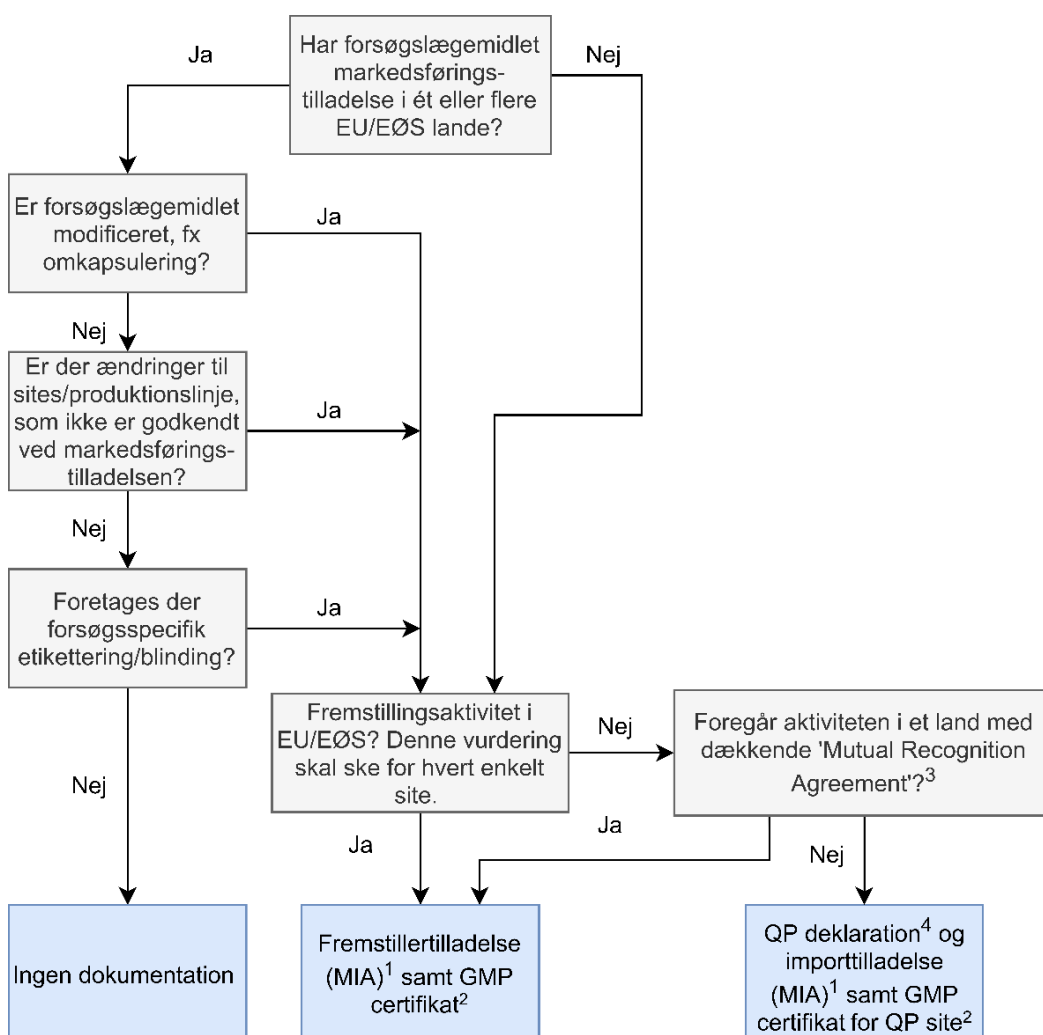 Ja
Har forsøgslægemidlet
markedsførings-
tilladelse i ét eller flere
EU/EØS lande?
Nej
Er forsøgslægemidlet
modificeret, fx
omkapsulering?
Ja
Nej
Er der ændringer til
sites/produktionslinje,
som ikke er godkendt
ved markedsførings-
tilladelsen?
Ja
Nej
Foretages der
forsøgsspecifik
etikettering/blinding?
Ja
Nej
Fremstillingsaktivitet i
EU/EØS? Denne vurdering
skal ske for hvert enkelt
site.
Nej
Foregår aktiviteten i et land med
dækkende 'Mutual Recognition
Agreement'?³
Ja
Ja
Nej
Ingen dokumentation
Fremstillertilladelse
(MIA)¹ samt GMP
certifikat²
QP deklaration⁴ og
importtilladelse
(MIA)¹ samt GMP
certifikat for QP site²